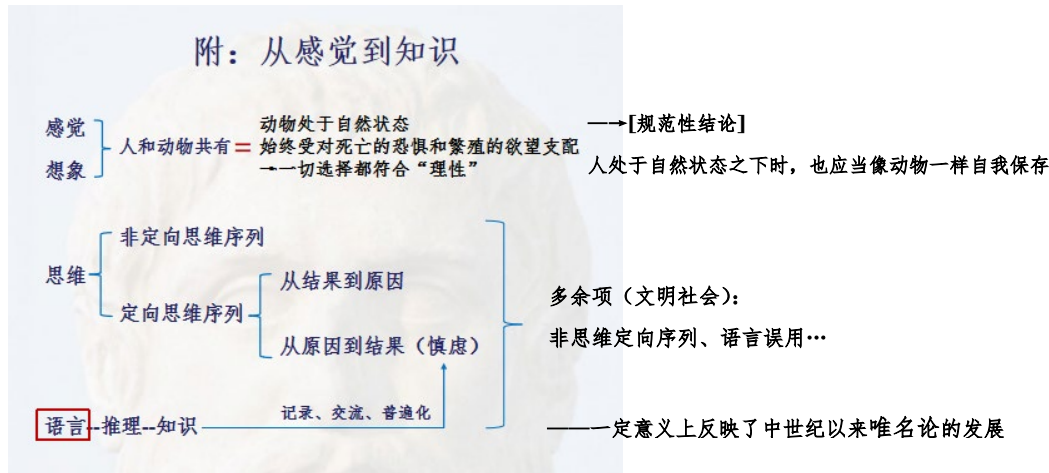 附：从感觉到知识
感觉
想象
人和动物共有
=
动物处于自然状态
始终受对死亡的恐惧和繁殖的欲望支配
→一切选择都符合“理性”
—→[规范性结论]
人处于自然状态之下时，也应当像动物一样自我保存
思维
非定向思维序列
定向思维序列
从结果到原因
从原因到结果（慎虑）
多余项（文明社会）：
非思维定向序列、语言误用…
语言--推理--知识
记录、交流、普遍化
——一定意义上反映了中世纪以来唯名论的发展